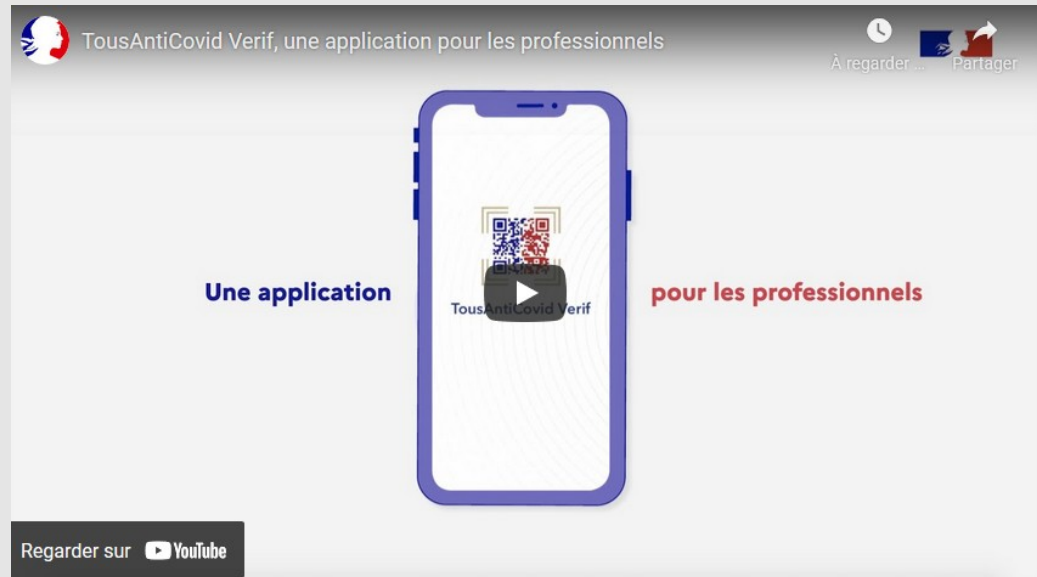 TousAntiCovid Verif, une application pour les professionnels
À regarder ...
Partager
Une application
TousAntiCovid Verif
pour les professionnels
Regarder sur YouTube